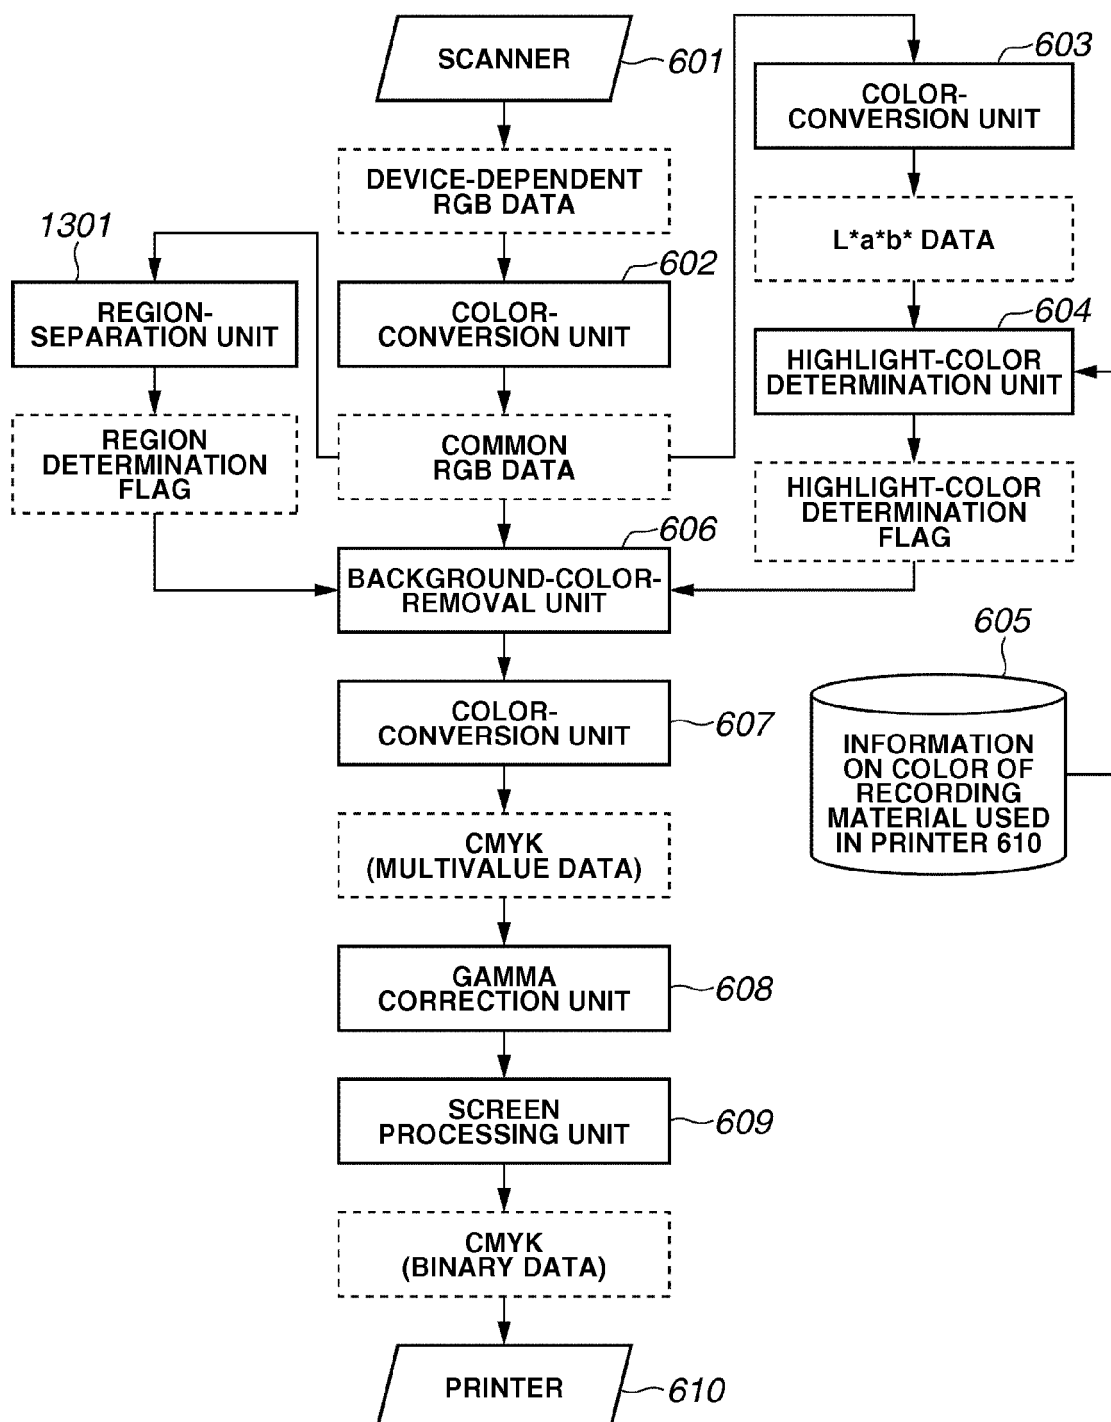 SCANNER
601
603
COLOR-
CONVERSION UNIT
DEVICE-DEPENDENT
RGB DATA
L*a*b* DATA
1301
602
REGION-
SEPARATION UNIT
COLOR-
CONVERSION UNIT
604
HIGHLIGHT-COLOR
DETERMINATION UNIT
REGION
DETERMINATION
FLAG
COMMON
RGB DATA
HIGHLIGHT-COLOR
DETERMINATION
FLAG
606
BACKGROUND-COLOR-
REMOVAL UNIT
605
COLOR-
CONVERSION UNIT
607
INFORMATION
ON COLOR OF
RECORDING
MATERIAL USED
IN PRINTER 610
CMYK
(MULTIVALUE DATA)
GAMMA
CORRECTION UNIT
608
SCREEN
PROCESSING UNIT
609
CMYK
(BINARY DATA)
PRINTER
610